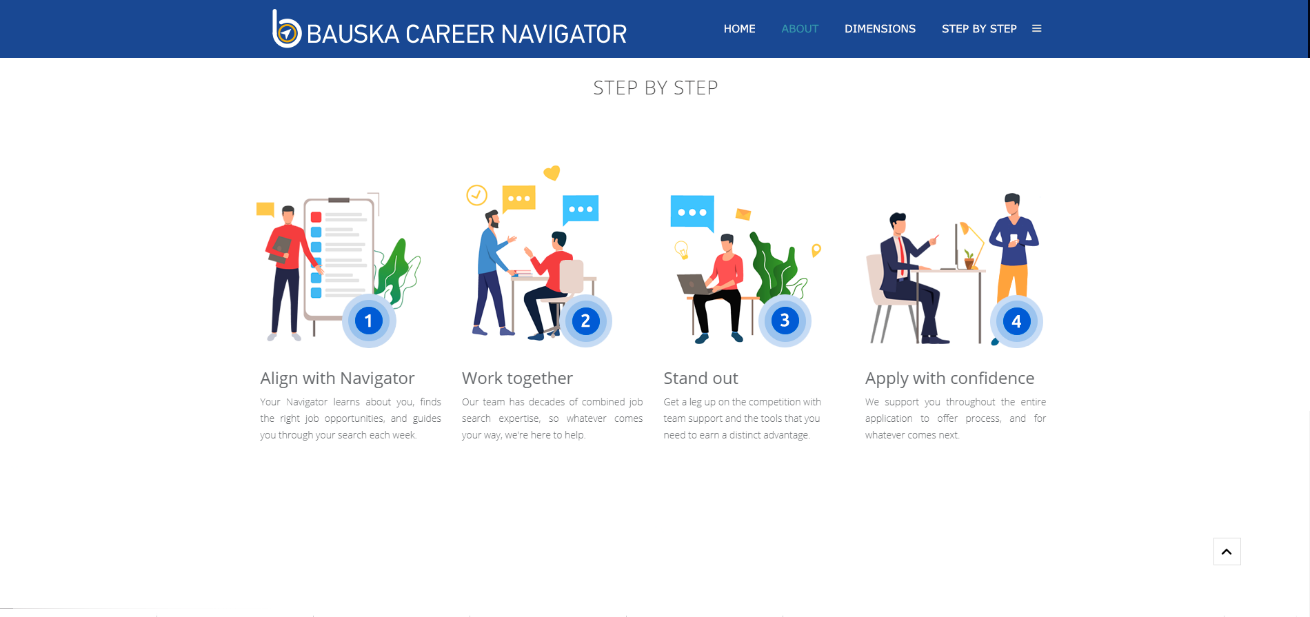 BAUSKA CAREER NAVIGATOR
HOME
ABOUT
DIMENSIONS
STEP BY STEP
STEP BY STEP
1
2
3
4
Align with Navigator
Your Navigator learns about you, finds
the right job opportunities, and guides
you through your search each week.
Work together
Our team has decades of combined job
search expertise, so whatever comes
your way, we're here to help.
Stand out
Get a leg up on the competition with
team support and the tools that you
need to earn a distinct advantage.
Apply with confidence
We support you throughout the entire
application to offer process, and for
whatever comes next.